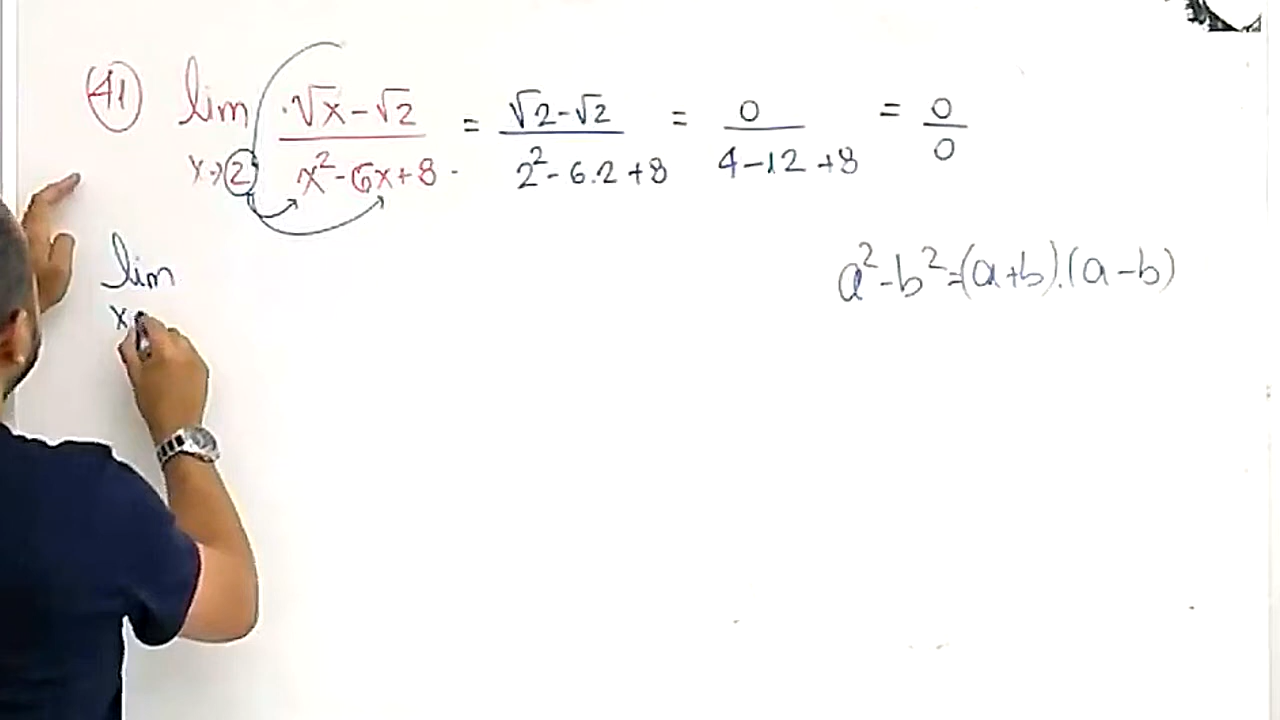 41 lim x→2 (√x − √2)/(x² − 6x + 8) = (√2 − √2)/(2² − 6.2 + 8) = 0/(4 − 12 + 8) = 0/0
a² − b² = (a+b).(a−b)
lim x